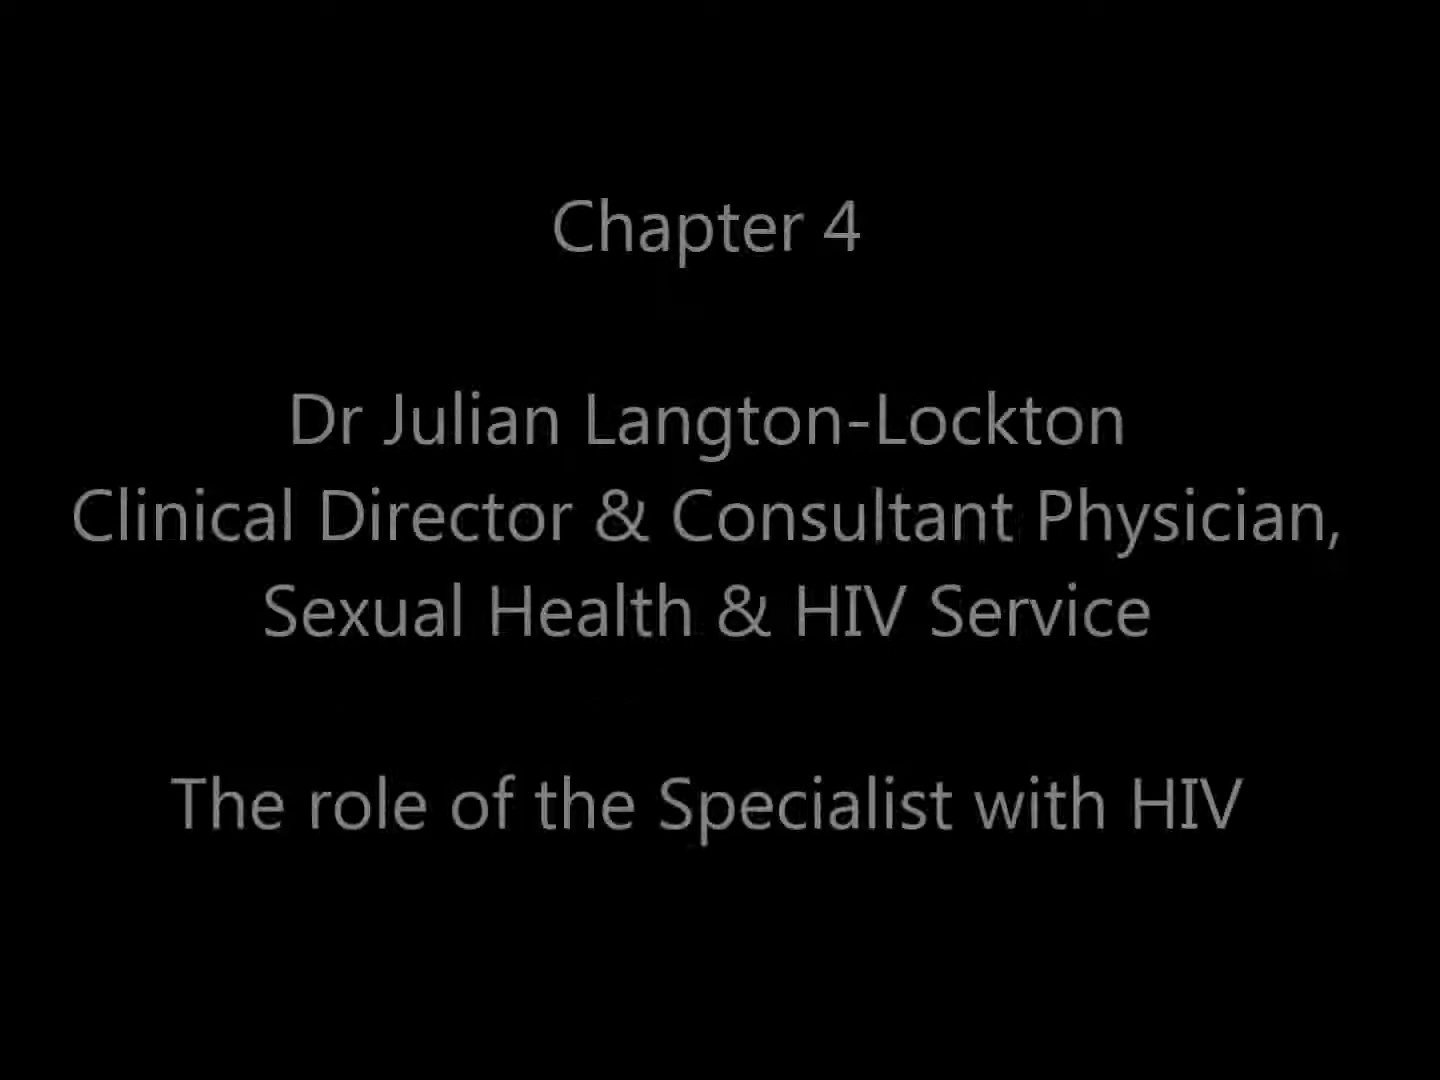 Chapter 4
Dr Julian Langton-Lockton
Clinical Director & Consultant Physician,
Sexual Health & HIV Service
The role of the Specialist with HIV